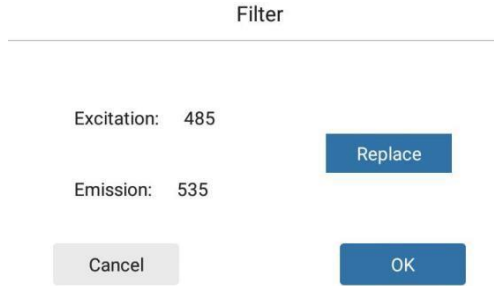 Filter
Excitation: 485
Replace
Emission: 535
Cancel
OK